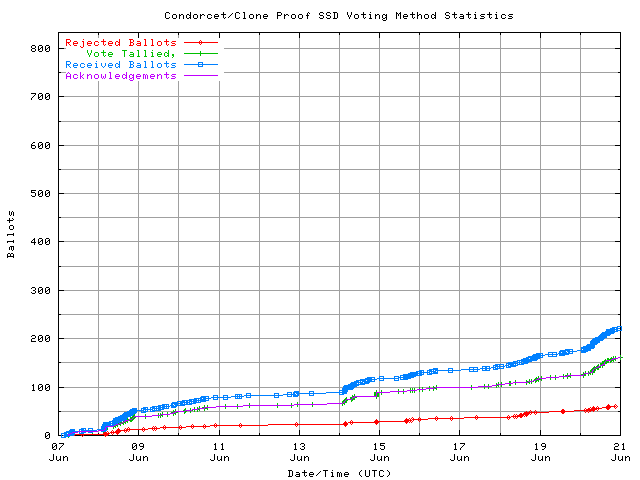 Condorcet/Clone Proof SSD Voting Method Statistics
Rejected Ballots
Vote Tallied,
Received Ballots
Acknowledgements
800
700
600
500
400
300
200
100
0
Ballots
07 09 11 13 15 17 19 21
Jun Jun Jun Jun Jun Jun Jun Jun
Date/Time (UTC)